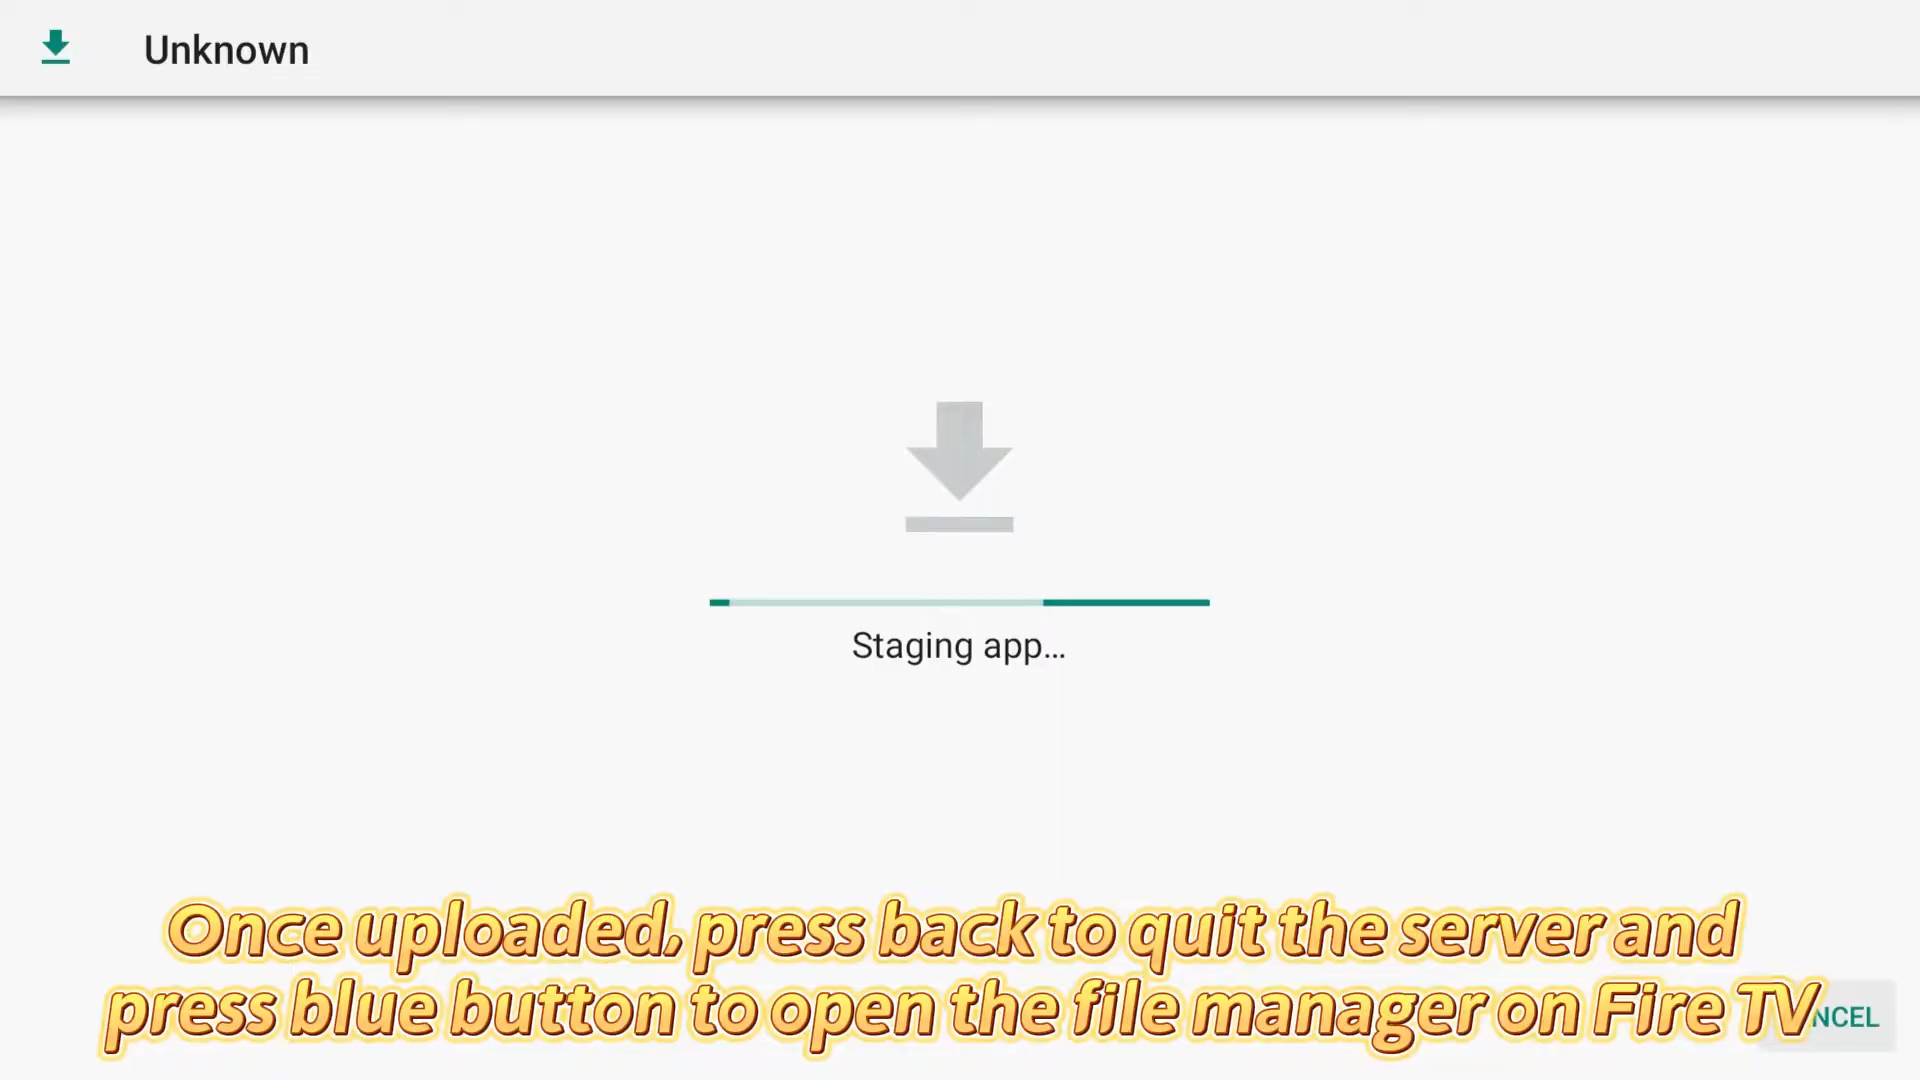 Unknown
Staging app...
Once uploaded, press back to quit the server and
press blue button to open the file manager on Fire TV
NCEL